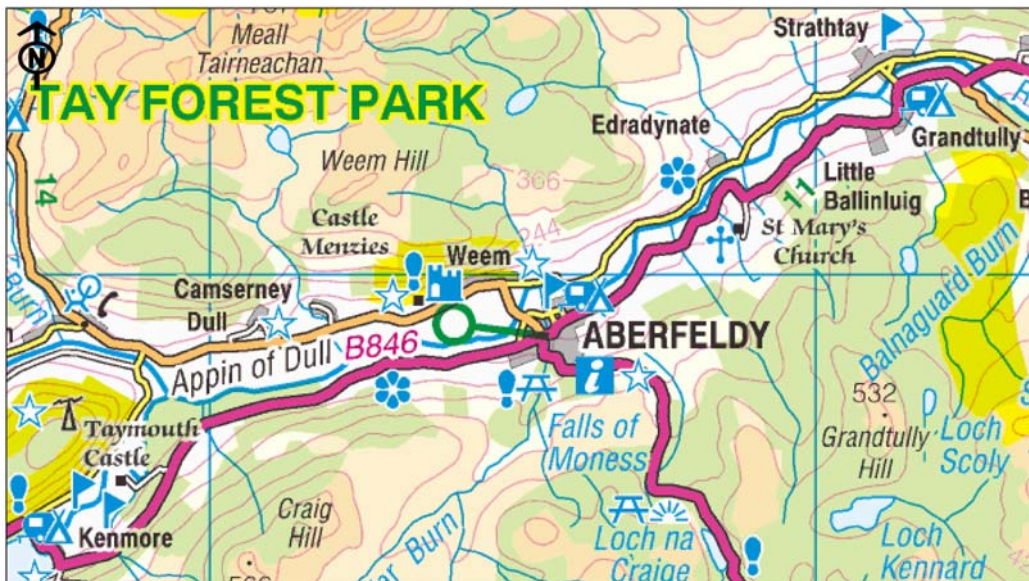 Meall
Tairneachan
Strathtay
N
TAY FOREST PARK
Edradynate
Grandtully
Weem Hill
366
14
11
Little
Ballinluig
Castle
Menzies
244
St Mary's
Church
Weem
Camserney
Dull
Burn
Balnaguard Burn
Appin of Dull
B846
ABERFELDY
i
532
Falls of
Moness
Grandtully
Hill
Loch
Scoly
Taymouth
Castle
Craig
Hill
Burn
Kenmore
Loch na
Craige
Loch
Kennard